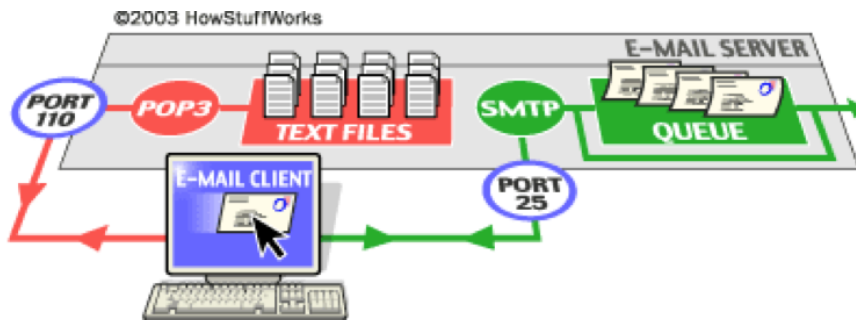 ©2003 HowStuffWorks
E-MAIL SERVER
PORT
110
POP3
TEXT FILES
SMTP
QUEUE
E-MAIL CLIENT
PORT
25